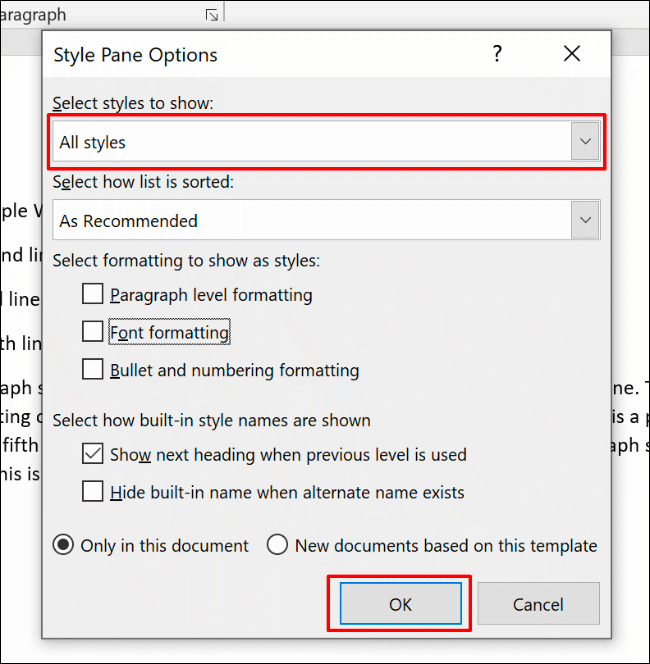 aragraph
Style Pane Options
?
Select styles to show:
All styles
Select how list is sorted:
ple W
As Recommended
nd lin
Select formatting to show as styles:
Paragraph level formatting
d line
Font formatting
th lin
Bullet and numbering formatting
aph s
ne. T
ting o
Select how built-in style names are shown
is a p
fifth
Show next heading when previous level is used
aph s
his is
Hide built-in name when alternate name exists
Only in this document
New documents based on this template
OK
Cancel